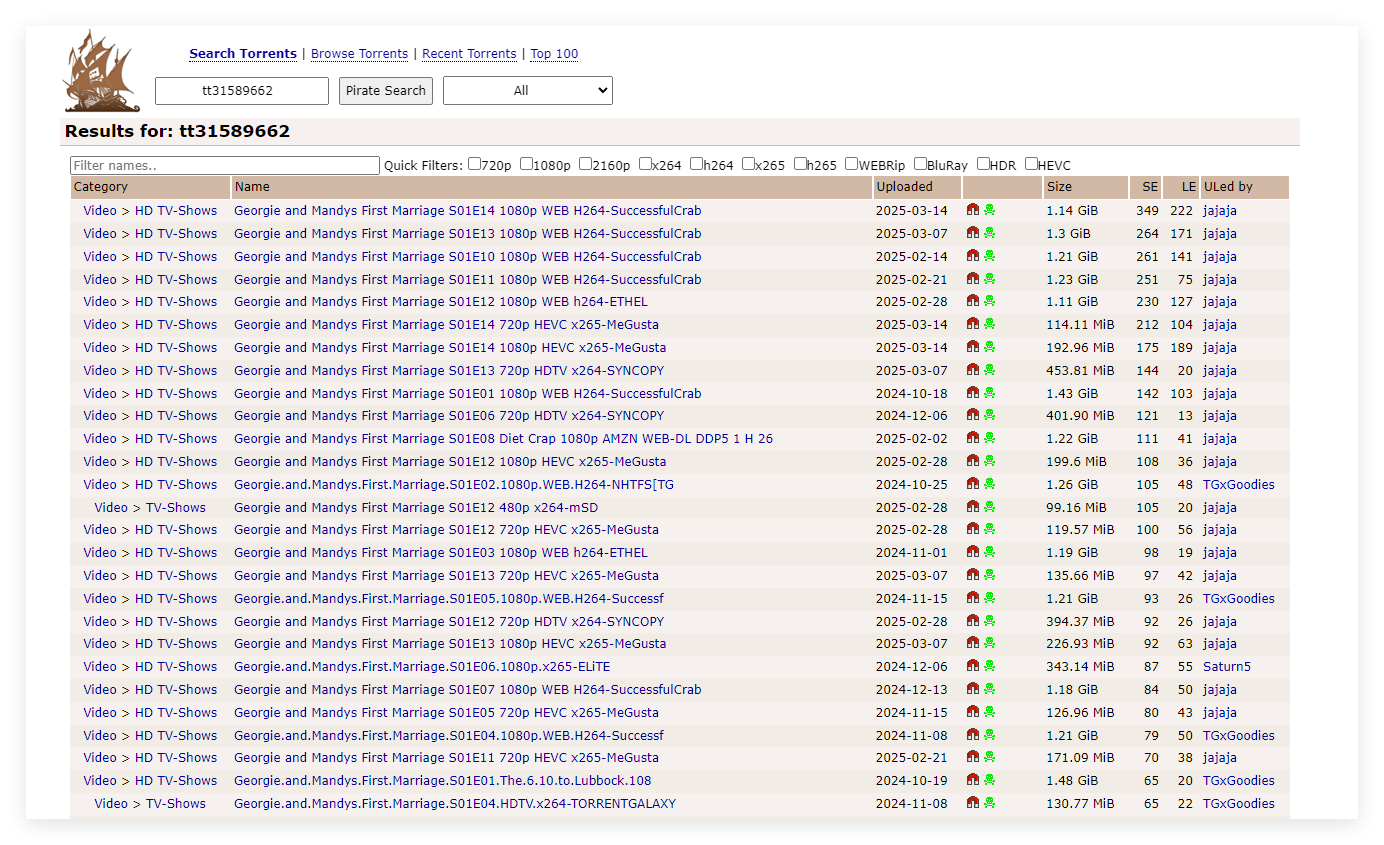 Search Torrents | Browse Torrents | Recent Torrents | Top 100
tt31589662 Pirate Search All
Results for: tt31589662
Filter names.. Quick Filters: 720p 1080p 2160p x264 h264 x265 h265 WEBRip BluRay HDR HEVC
Category Name Uploaded Size SE LE ULed by
Video > HD TV-Shows Georgie and Mandys First Marriage S01E14 1080p WEB H264-SuccessfulCrab 2025-03-14 1.14 GiB 349 222 jajaja
Video > HD TV-Shows Georgie and Mandys First Marriage S01E13 1080p WEB H264-SuccessfulCrab 2025-03-07 1.3 GiB 264 171 jajaja
Video > HD TV-Shows Georgie and Mandys First Marriage S01E10 1080p WEB H264-SuccessfulCrab 2025-02-14 1.21 GiB 261 141 jajaja
Video > HD TV-Shows Georgie and Mandys First Marriage S01E11 1080p WEB H264-SuccessfulCrab 2025-02-21 1.23 GiB 251 75 jajaja
Video > HD TV-Shows Georgie and Mandys First Marriage S01E12 1080p WEB h264-ETHEL 2025-02-28 1.11 GiB 230 127 jajaja
Video > HD TV-Shows Georgie and Mandys First Marriage S01E14 720p HEVC x265-MeGusta 2025-03-14 114.11 MiB 212 104 jajaja
Video > HD TV-Shows Georgie and Mandys First Marriage S01E14 1080p HEVC x265-MeGusta 2025-03-14 192.96 MiB 175 189 jajaja
Video > HD TV-Shows Georgie and Mandys First Marriage S01E13 720p HDTV x264-SYNCOPY 2025-03-07 453.81 MiB 144 20 jajaja
Video > HD TV-Shows Georgie and Mandys First Marriage S01E01 1080p WEB H264-SuccessfulCrab 2024-10-18 1.43 GiB 142 103 jajaja
Video > HD TV-Shows Georgie and Mandys First Marriage S01E06 720p HDTV x264-SYNCOPY 2024-12-06 401.90 MiB 121 13 jajaja
Video > HD TV-Shows Georgie and Mandys First Marriage S01E08 Diet Crap 1080p AMZN WEB-DL DDP5 1 H 26 2025-02-02 1.22 GiB 111 41 jajaja
Video > HD TV-Shows Georgie and Mandys First Marriage S01E12 1080p HEVC x265-MeGusta 2025-02-28 199.6 MiB 108 36 jajaja
Video > HD TV-Shows Georgie.and.Mandys.First.Marriage.S01E02.1080p.WEB.H264-NHTFS[TG 2024-10-25 1.26 GiB 105 48 TGxGoodies
Video > TV-Shows Georgie and Mandys First Marriage S01E12 480p x264-mSD 2025-02-28 99.16 MiB 105 20 jajaja
Video > HD TV-Shows Georgie and Mandys First Marriage S01E12 720p HEVC x265-MeGusta 2025-02-28 119.57 MiB 100 56 jajaja
Video > HD TV-Shows Georgie and Mandys First Marriage S01E03 1080p WEB h264-ETHEL 2024-11-01 1.19 GiB 98 19 jajaja
Video > HD TV-Shows Georgie and Mandys First Marriage S01E13 720p HEVC x265-MeGusta 2025-03-07 135.66 MiB 97 42 jajaja
Video > HD TV-Shows Georgie.and.Mandys.First.Marriage.S01E05.1080p.WEB.H264-Successf 2024-11-15 1.21 GiB 93 26 TGxGoodies
Video > HD TV-Shows Georgie and Mandys First Marriage S01E12 720p HDTV x264-SYNCOPY 2025-02-28 394.37 MiB 92 26 jajaja
Video > HD TV-Shows Georgie and Mandys First Marriage S01E13 1080p HEVC x265-MeGusta 2025-03-07 226.93 MiB 92 63 jajaja
Video > HD TV-Shows Georgie.and.Mandys.First.Marriage.S01E06.1080p.x265-ELiTE 2024-12-06 343.14 MiB 87 55 Saturn5
Video > HD TV-Shows Georgie and Mandys First Marriage S01E07 1080p WEB H264-SuccessfulCrab 2024-12-13 1.18 GiB 84 50 jajaja
Video > HD TV-Shows Georgie and Mandys First Marriage S01E05 720p HEVC x265-MeGusta 2024-11-15 126.96 MiB 80 43 jajaja
Video > HD TV-Shows Georgie.and.Mandys.First.Marriage.S01E04.1080p.WEB.H264-Successf 2024-11-08 1.21 GiB 79 50 TGxGoodies
Video > HD TV-Shows Georgie and Mandys First Marriage S01E11 720p HEVC x265-MeGusta 2025-02-21 171.09 MiB 70 38 jajaja
Video > HD TV-Shows Georgie.and.Mandys.First.Marriage.S01E01.The.6.10.to.Lubbock.108 2024-10-19 1.48 GiB 65 20 TGxGoodies
Video > TV-Shows Georgie.and.Mandys.First.Marriage.S01E04.HDTV.x264-TORRENTGALAXY 2024-11-08 130.77 MiB 65 22 TGxGoodies